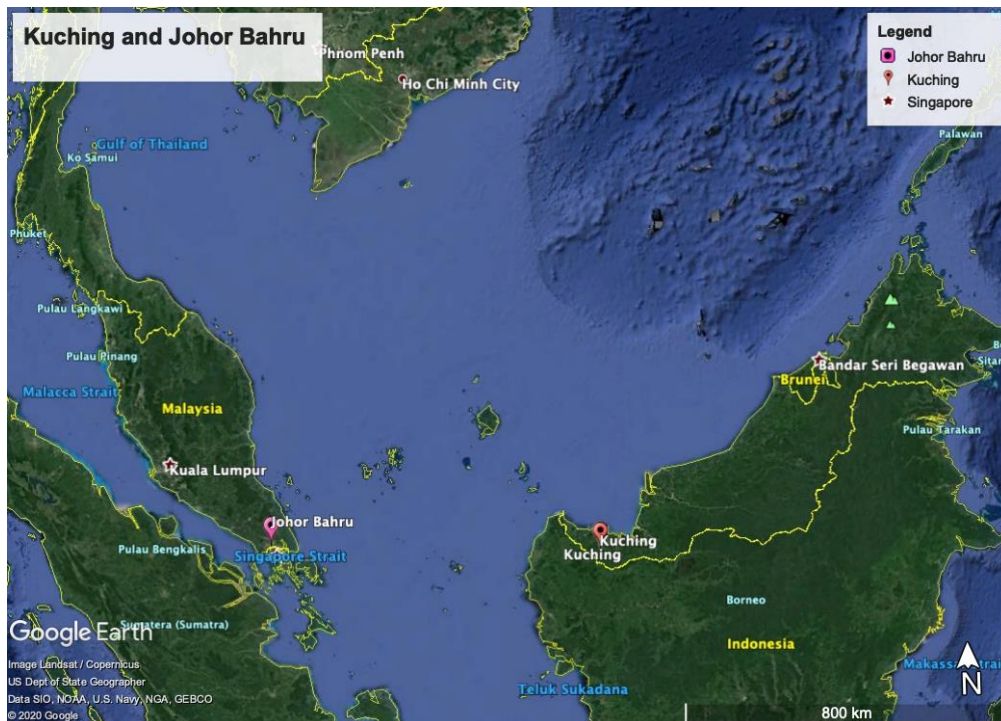 Kuching and Johor Bahru
Legend
Johor Bahru
Kuching
Singapore
Phnom Penh
Ho Chi Minh City
Palawan
Gulf of Thailand
Ko Samui
Phuket
Pulau Langkawi
Pulau Pinang
Bandar Seri Begawan
Brunei
Malacca Strait
Malaysia
Pulau Tarakan
Kuala Lumpur
Johor Bahru
Kuching
Kuching
Pulau Bengkalis
Singapore Strait
Borneo
Sumatera (Sumatra)
Google Earth
Indonesia
Teluk Sukadana
N
Image Landsat / Copernicus
US Dept of State Geographer
Data SIO, NOAA, U.S. Navy, NGA, GEBCO
© 2020 Google
800 km